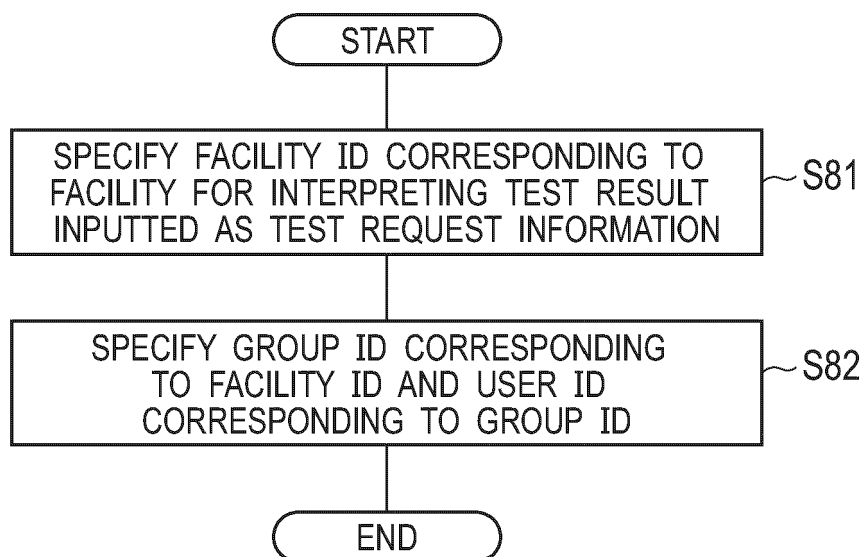 START
SPECIFY FACILITY ID CORRESPONDING TO
FACILITY FOR INTERPRETING TEST RESULT
INPUTTED AS TEST REQUEST INFORMATION
S81
SPECIFY GROUP ID CORRESPONDING
TO FACILITY ID AND USER ID
CORRESPONDING TO GROUP ID
S82
END